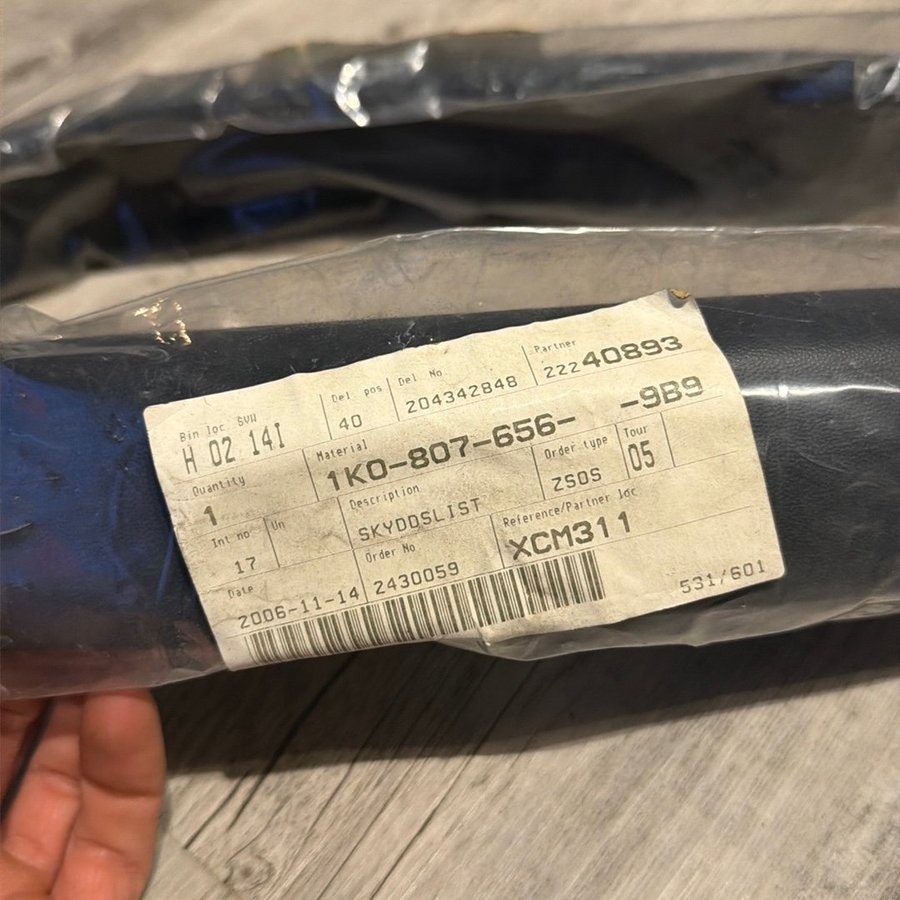 Bin loc SVW
H 02 14I
Del pos
40
Del No
204342848
Partner
22240893
Quantity
1
Material
1K0-807-656- -9B9
Int no
17
Un
Description
SKYDDSLIST
Order type
ZSOS
Tour
05
Date
2006-11-14
Order No
2430059
Reference/Partner loc
XCM311
531/601